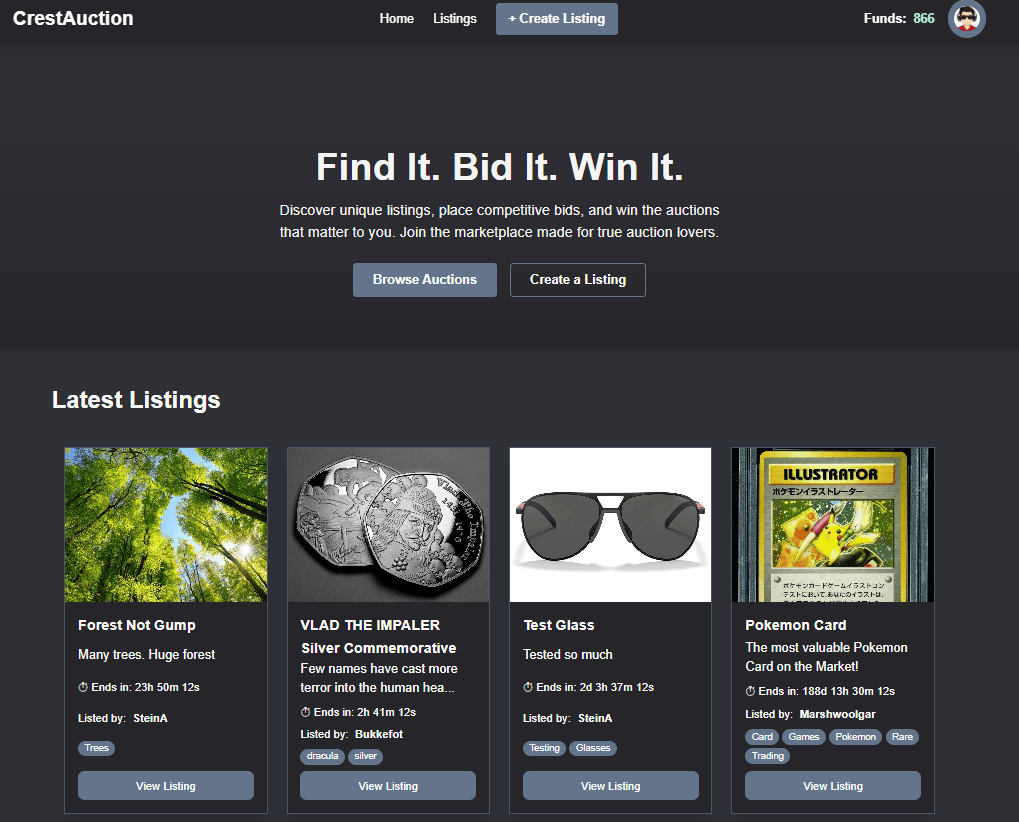 CrestAuction
Home
Listings
+ Create Listing
Funds: 866
Find It. Bid It. Win It.
Discover unique listings, place competitive bids, and win the auctions
that matter to you. Join the marketplace made for true auction lovers.
Browse Auctions
Create a Listing
Latest Listings
Forest Not Gump
Many trees. Huge forest
Ends in: 23h 50m 12s
Listed by: SteinA
Trees
View Listing
Vlad the Impaler
VLAD THE IMPALER
Silver Commemorative
Few names have cast more
terror into the human hea...
Ends in: 2h 41m 12s
Listed by: Bukkefot
dracula
silver
View Listing
Test Glass
Tested so much
Ends in: 2d 3h 37m 12s
Listed by: SteinA
Testing
Glasses
View Listing
ILLUSTRATOR
ポケモンイラストレーター
ポケモンカードゲームイラストコン
テストにおいて、あなたのイラストは、
Pokemon Card
The most valuable Pokemon
Card on the Market!
Ends in: 188d 13h 30m 12s
Listed by: Marshwoolgar
Card
Games
Pokemon
Rare
Trading
View Listing